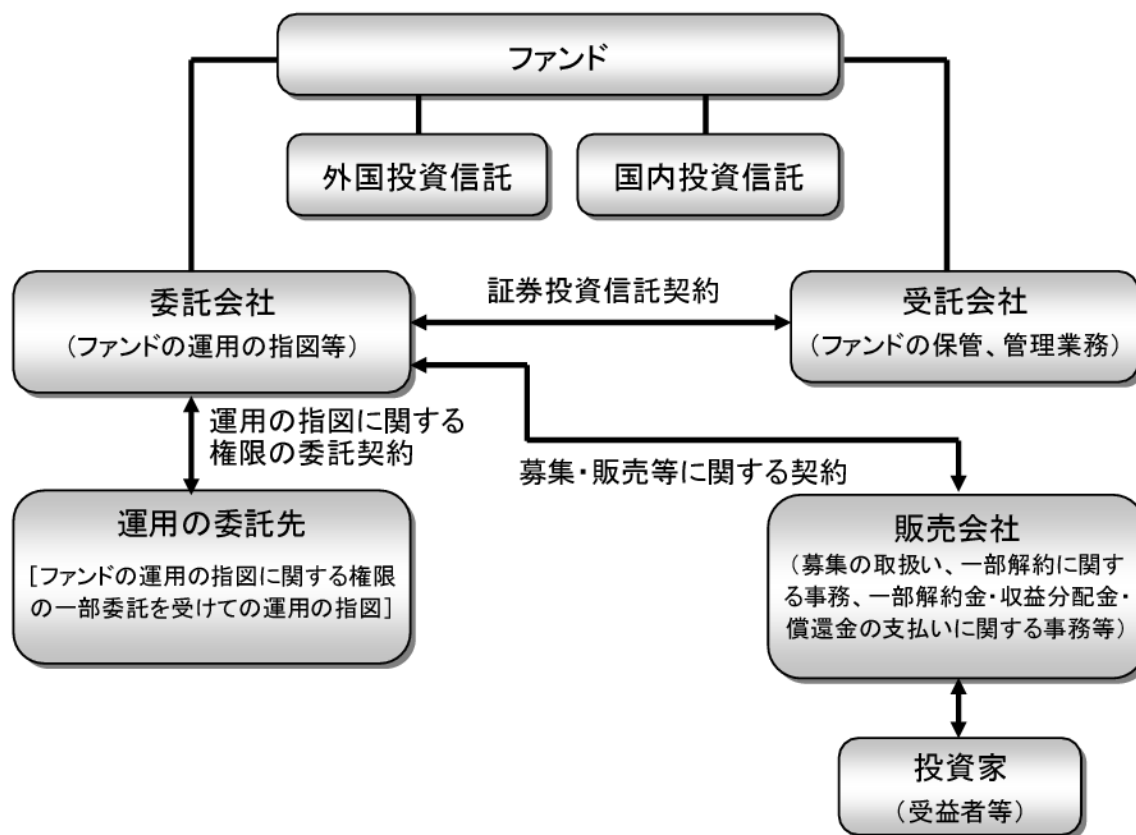 ファンド
外国投資信託
国内投資信託
委託会社
（ファンドの運用の指図等）
証券投資信託契約
受託会社
（ファンドの保管、管理業務）
運用の指図に関する
権限の委託契約
募集・販売等に関する契約
運用の委託先
［ファンドの運用の指図に関する権限
の一部委託を受けての運用の指図］
販売会社
（募集の取扱い、一部解約に関す
る事務、一部解約金・収益分配金・
償還金の支払いに関する事務等）
投資家
（受益者等）